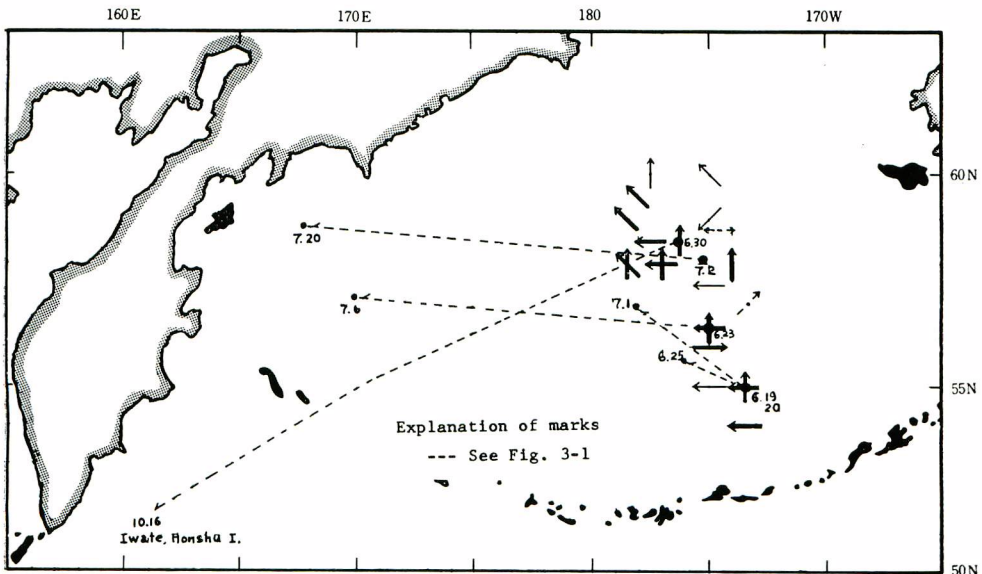 160E 170E 180 170W
60N
6.30
7.20
7.2
7.6
7.1
6.23
6.25
55N
6.19
20
Explanation of marks
--- See Fig. 3-1
10.16
Iwate, Honshu I.
50N